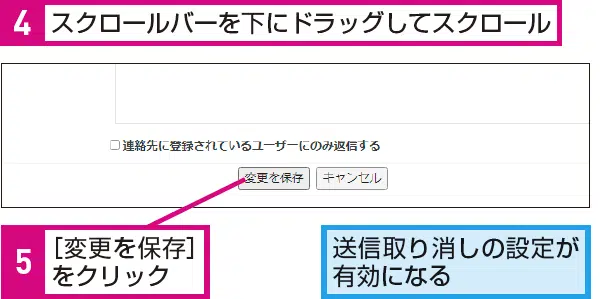 4 スクロールバーを下にドラッグしてスクロール
連絡先に登録されているユーザーにのみ返信する
変更を保存 キャンセル
5 [変更を保存]
をクリック
送信取り消しの設定が
有効になる